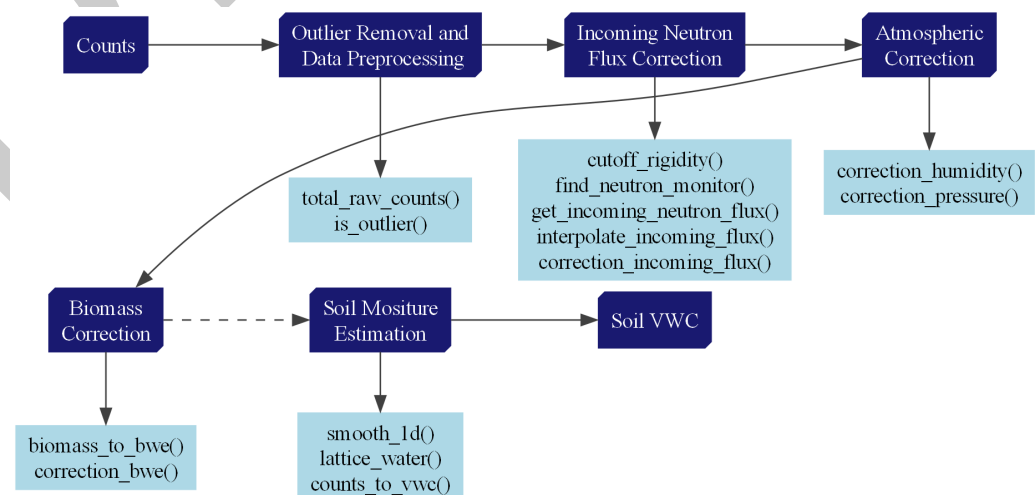 Counts
Outlier Removal and
Data Preprocessing
Incoming Neutron
Flux Correction
Atmospheric
Correction
total_raw_counts()
is_outlier()
cutoff_rigidity()
find_neutron_monitor()
get_incoming_neutron_flux()
interpolate_incoming_flux()
correction_incoming_flux()
correction_humidity()
correction_pressure()
Biomass
Correction
Soil Mositure
Estimation
Soil VWC
biomass_to_bwe()
correction_bwe()
smooth_1d()
lattice_water()
counts_to_vwc()